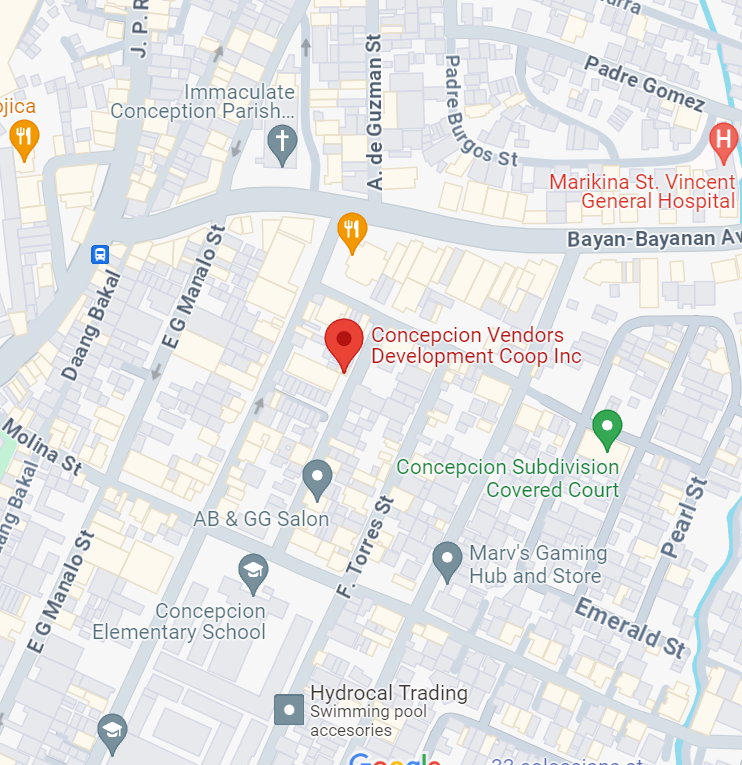 J. P. R
A. de Guzman St
Padre Burgos St
Padre Gomez
Immaculate
Conception Parish...
ojica
H
Marikina St. Vincent
General Hospital
Bayan-Bayanan Av
E G Manalo St
Daang Bakal
Concepcion Vendors
Development Coop Inc
Molina St
Daang Bakal
Concepcion Subdivision
Covered Court
AB & GG Salon
F. Torres St
Pearl St
Marv's Gaming
Hub and Store
Concepcion
Elementary School
Emerald St
E G Manalo St
Hydrocal Trading
Swimming pool
accesories
Google